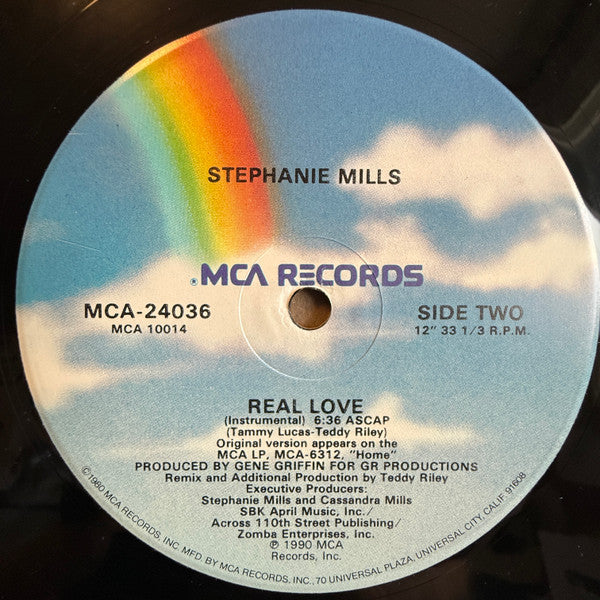 STEPHANIE MILLS
®MCA RECORDS
MCA-24036
MCA 10014
SIDE TWO
12" 33 1/3 R.P.M.
REAL LOVE
(Instrumental) 6:36 ASCAP
(Tammy Lucas-Teddy Riley)
Original version appears on the
MCA LP, MCA-6312, "Home"
PRODUCED BY GENE GRIFFIN FOR GR PRODUCTIONS
Remix and Additional Production by Teddy Riley
Executive Producers:
Stephanie Mills and Cassandra Mills
SBK April Music, Inc./
Across 110th Street Publishing/
Zomba Enterprises, Inc.
℗ 1990 MCA
Records, Inc.
©1980 MCA RECORDS, INC. MFD. BY MCA RECORDS, INC., 70 UNIVERSAL PLAZA, UNIVERSAL CITY, CALIF. 91608